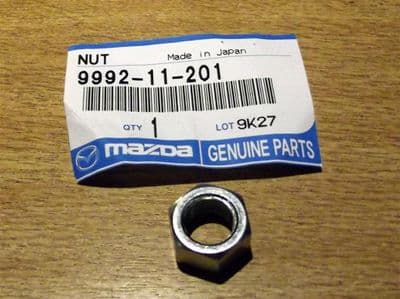 NUT Made in Japan
9992-11-201
QTY 1 LOT 9K27
mazda GENUINE PARTS